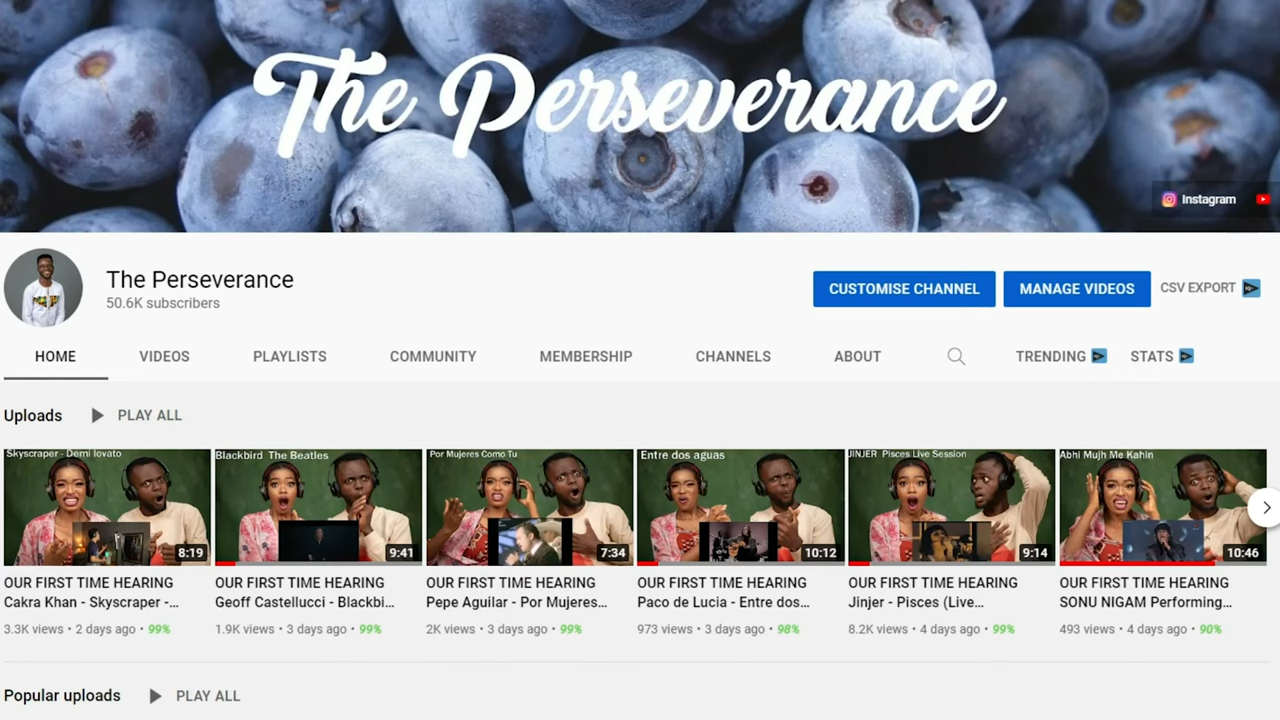 The Perseverance
Instagram
The Perseverance
50.6K subscribers
CUSTOMISE CHANNEL
MANAGE VIDEOS
CSV EXPORT
HOME
VIDEOS
PLAYLISTS
COMMUNITY
MEMBERSHIP
CHANNELS
ABOUT
TRENDING
STATS
Uploads
PLAY ALL
Skyscraper - Demi lovato
8:19
OUR FIRST TIME HEARING
Cakra Khan - Skyscraper -...
3.3K views • 2 days ago • 99%
Blackbird The Beatles
9:41
OUR FIRST TIME HEARING
Geoff Castellucci - Blackbi...
1.9K views • 3 days ago • 99%
Por Mujeres Como Tu
7:34
OUR FIRST TIME HEARING
Pepe Aguilar - Por Mujeres...
2K views • 3 days ago • 99%
Entre dos aguas
10:12
OUR FIRST TIME HEARING
Paco de Lucia - Entre dos...
973 views • 3 days ago • 98%
JINJER Pisces Live Session
9:14
OUR FIRST TIME HEARING
Jinjer - Pisces (Live...
8.2K views • 4 days ago • 99%
Abhi Mujh Me Kahin
10:46
OUR FIRST TIME HEARING
SONU NIGAM Performing...
493 views • 4 days ago • 90%
Popular uploads
PLAY ALL